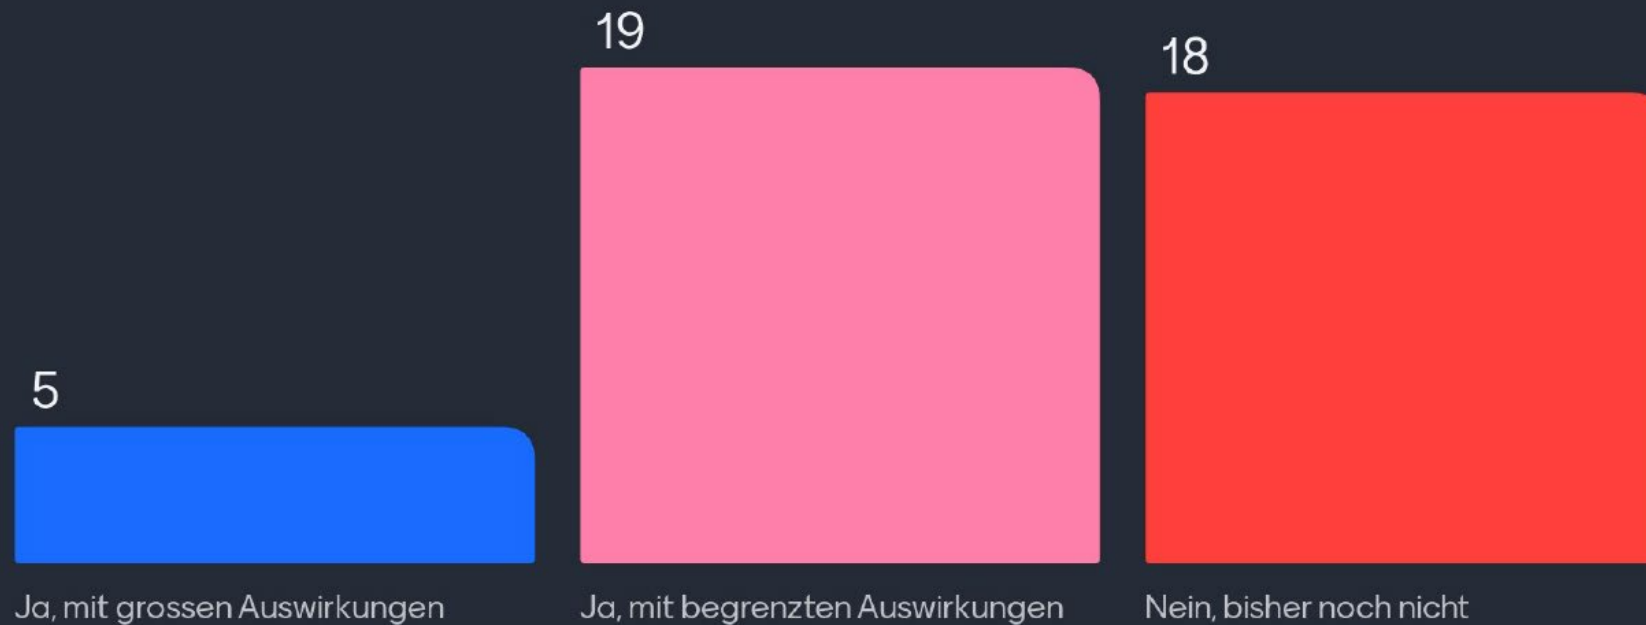 5
19
18
Ja, mit grossen Auswirkungen
Ja, mit begrenzten Auswirkungen
Nein, bisher noch nicht